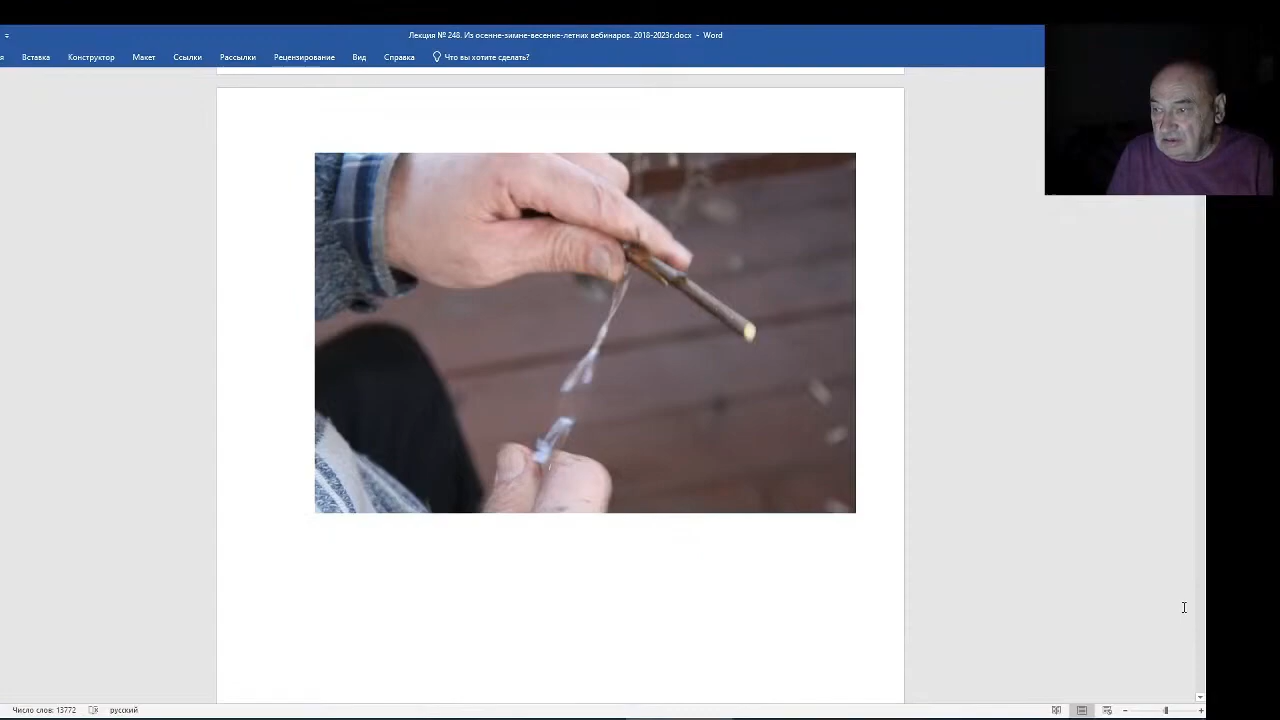 Лекция № 248. Из осенне-зимне-весенне-летних вебинаров. 2018-2023г.docx - Word
я Вставка Конструктор Макет Ссылки Рассылки Рецензирование Вид Справка Что вы хотите сделать?
Число слов: 13772 русский